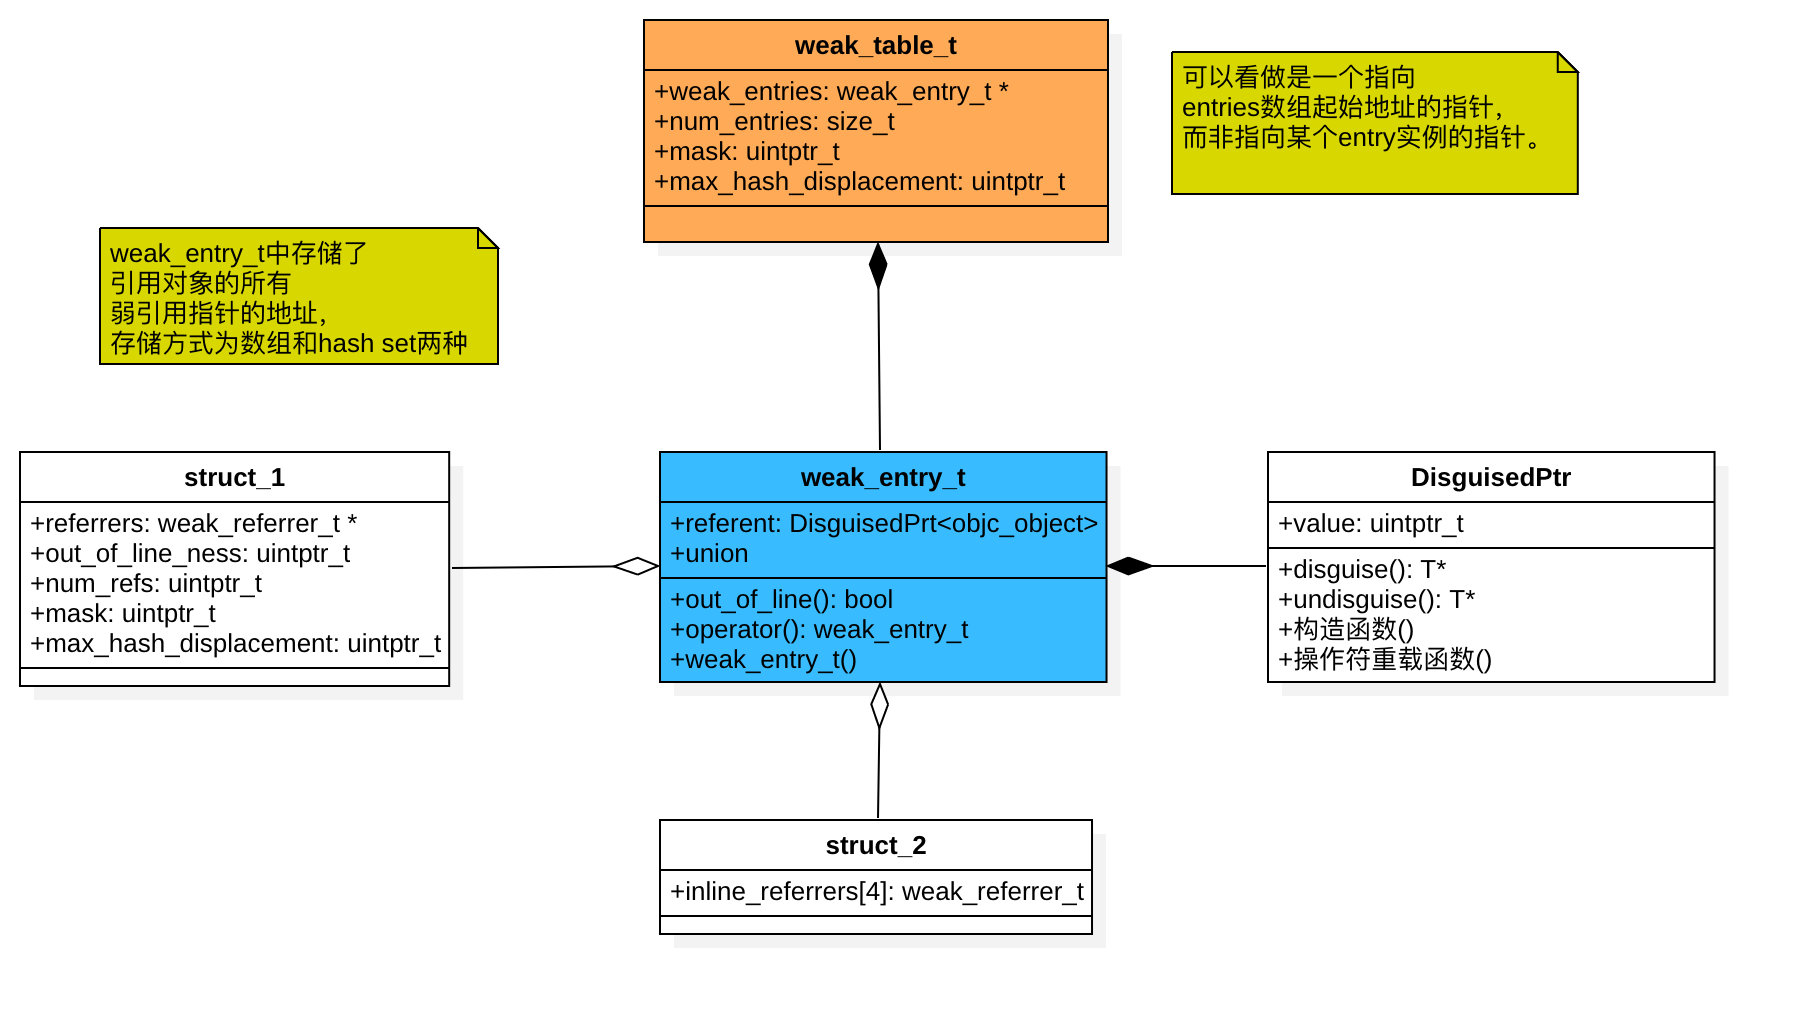 weak_table_t
+weak_entries: weak_entry_t *
+num_entries: size_t
+mask: uintptr_t
+max_hash_displacement: uintptr_t
可以看做是一个指向
entries数组起始地址的指针，
而非指向某个entry实例的指针。
weak_entry_t中存储了
引用对象的所有
弱引用指针的地址，
存储方式为数组和hash set两种
struct_1
+referrers: weak_referrer_t *
+out_of_line_ness: uintptr_t
+num_refs: uintptr_t
+mask: uintptr_t
+max_hash_displacement: uintptr_t
weak_entry_t
+referent: DisguisedPrt<objc_object>
+union
+out_of_line(): bool
+operator(): weak_entry_t
+weak_entry_t()
DisguisedPtr
+value: uintptr_t
+disguise(): T*
+undisguise(): T*
+构造函数()
+操作符重载函数()
struct_2
+inline_referrers[4]: weak_referrer_t